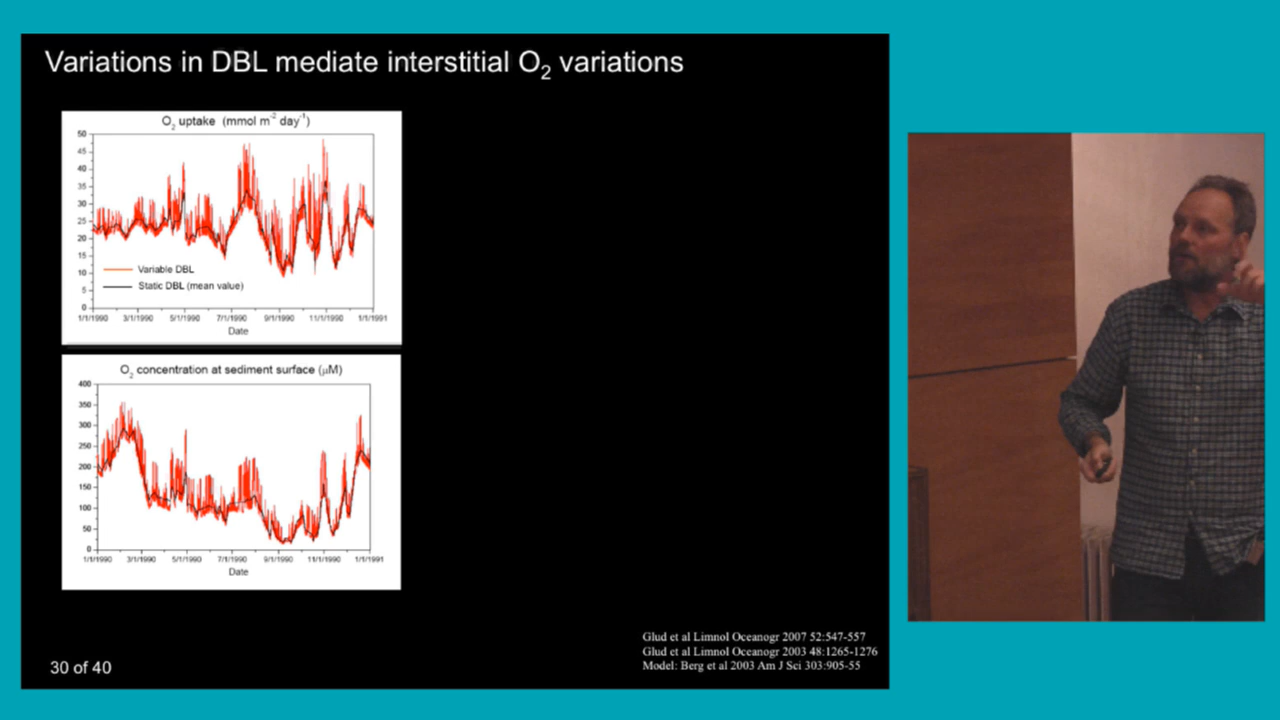 Variations in DBL mediate interstitial O2 variations
O2 uptake (mmol m-2 day-1)
50
45
40
35
30
25
20
15
10
5
0
Variable DBL
Static DBL (mean value)
1/1/1990 3/1/1990 5/1/1990 7/1/1990 9/1/1990 11/1/1990 1/1/1991
Date
O2 concentration at sediment surface (µM)
400
350
300
250
200
150
100
50
0
1/1/1990 3/1/1990 5/1/1990 7/1/1990 9/1/1990 11/1/1990 1/1/1991
Date
Glud et al Limnol Oceanogr 2007 52:547-557
Glud et al Limnol Oceanogr 2003 48:1265-1276
Model: Berg et al 2003 Am J Sci 303:905-55
30 of 40